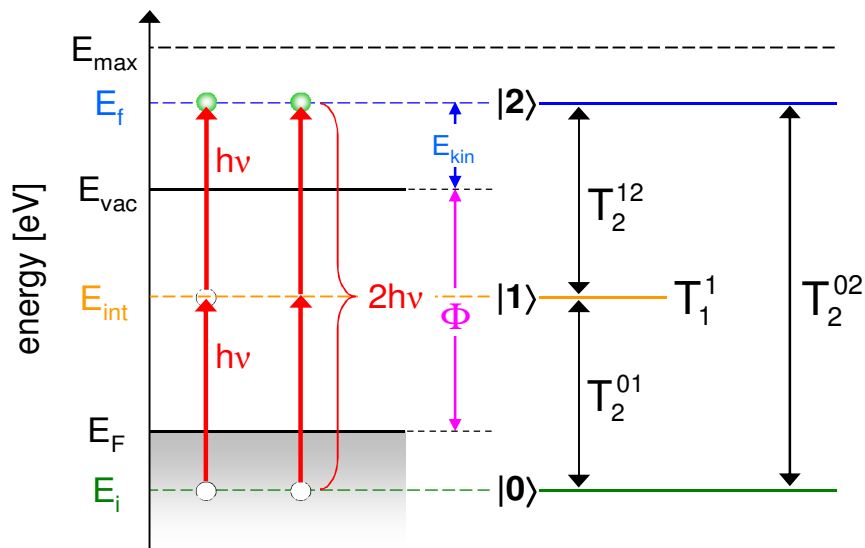 E_max
E_f
|2⟩
hν
E_kin
E_vac
T_2^12
energy [eV]
E_int
2hν
|1⟩
T_1^1
T_2^02
Φ
hν
T_2^01
E_F
E_i
|0⟩